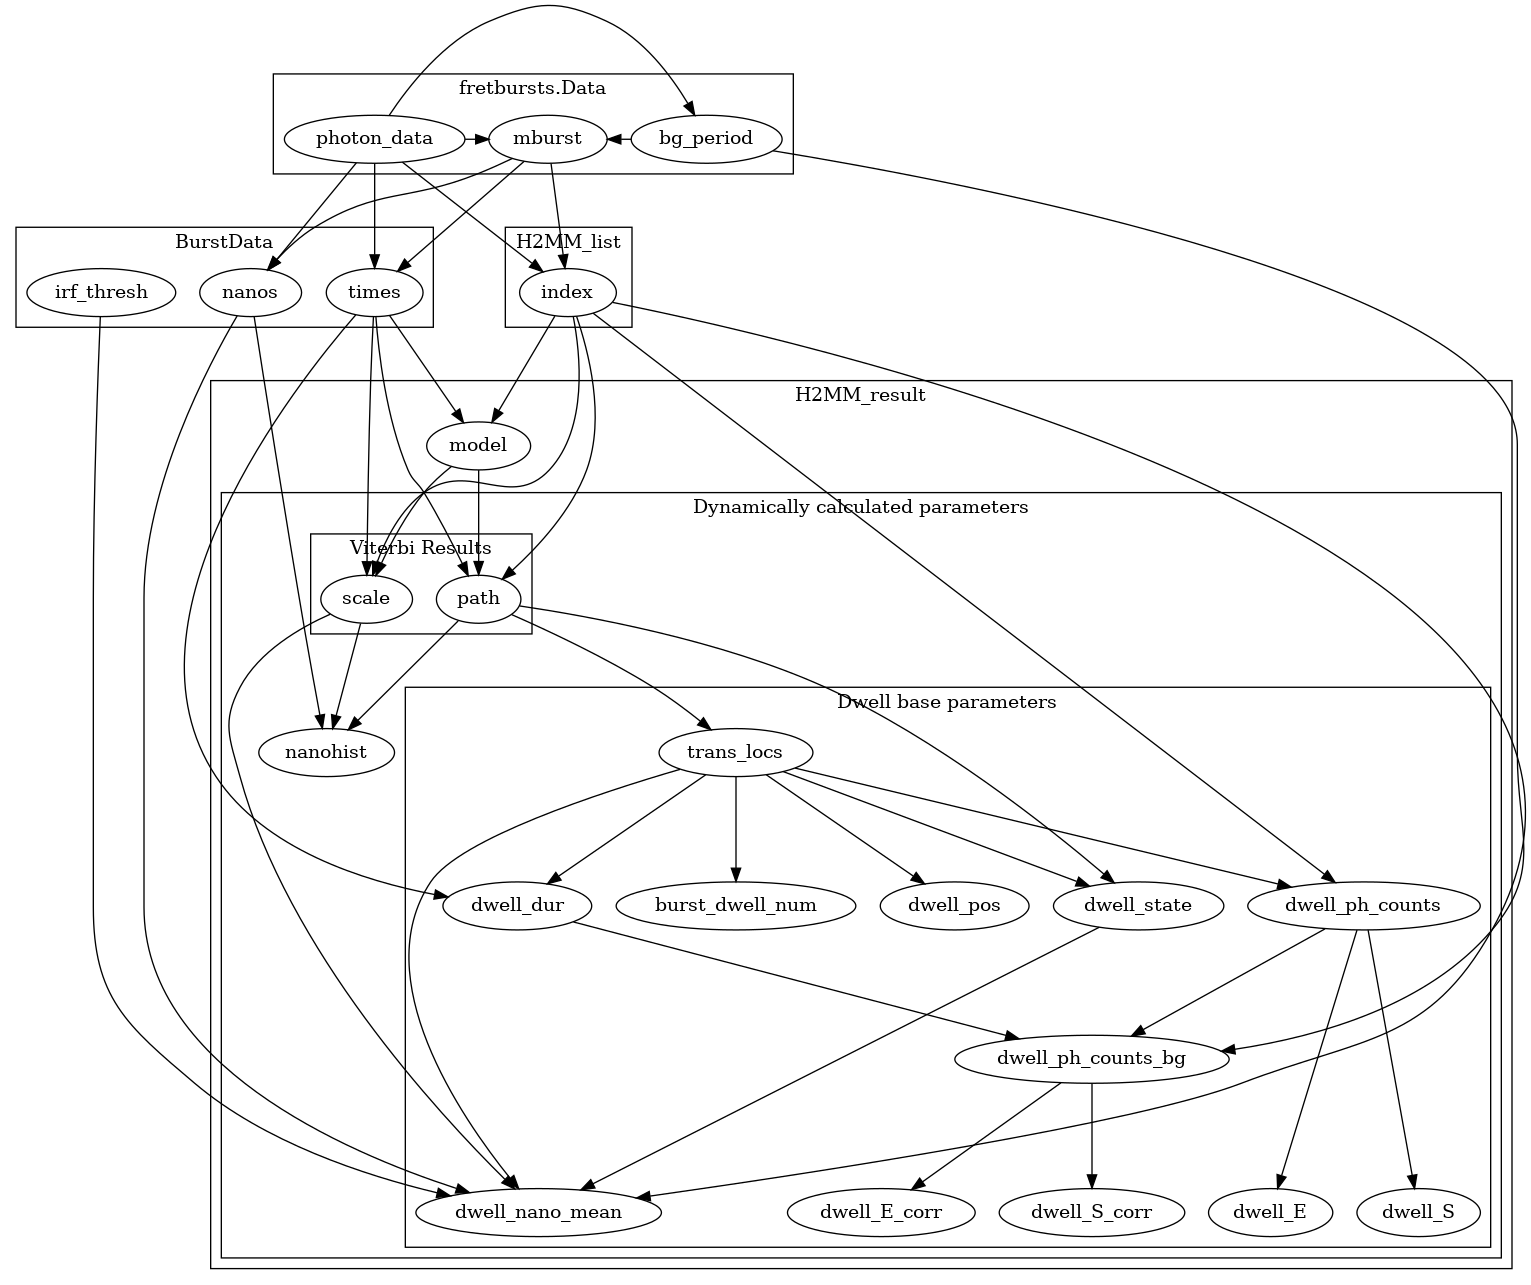 fretbursts.Data
photon_data
mburst
bg_period
BurstData
H2MM_list
irf_thresh
nanos
times
index
H2MM_result
model
Dynamically calculated parameters
Viterbi Results
scale
path
Dwell base parameters
nanohist
trans_locs
dwell_dur
burst_dwell_num
dwell_pos
dwell_state
dwell_ph_counts
dwell_ph_counts_bg
dwell_nano_mean
dwell_E_corr
dwell_S_corr
dwell_E
dwell_S